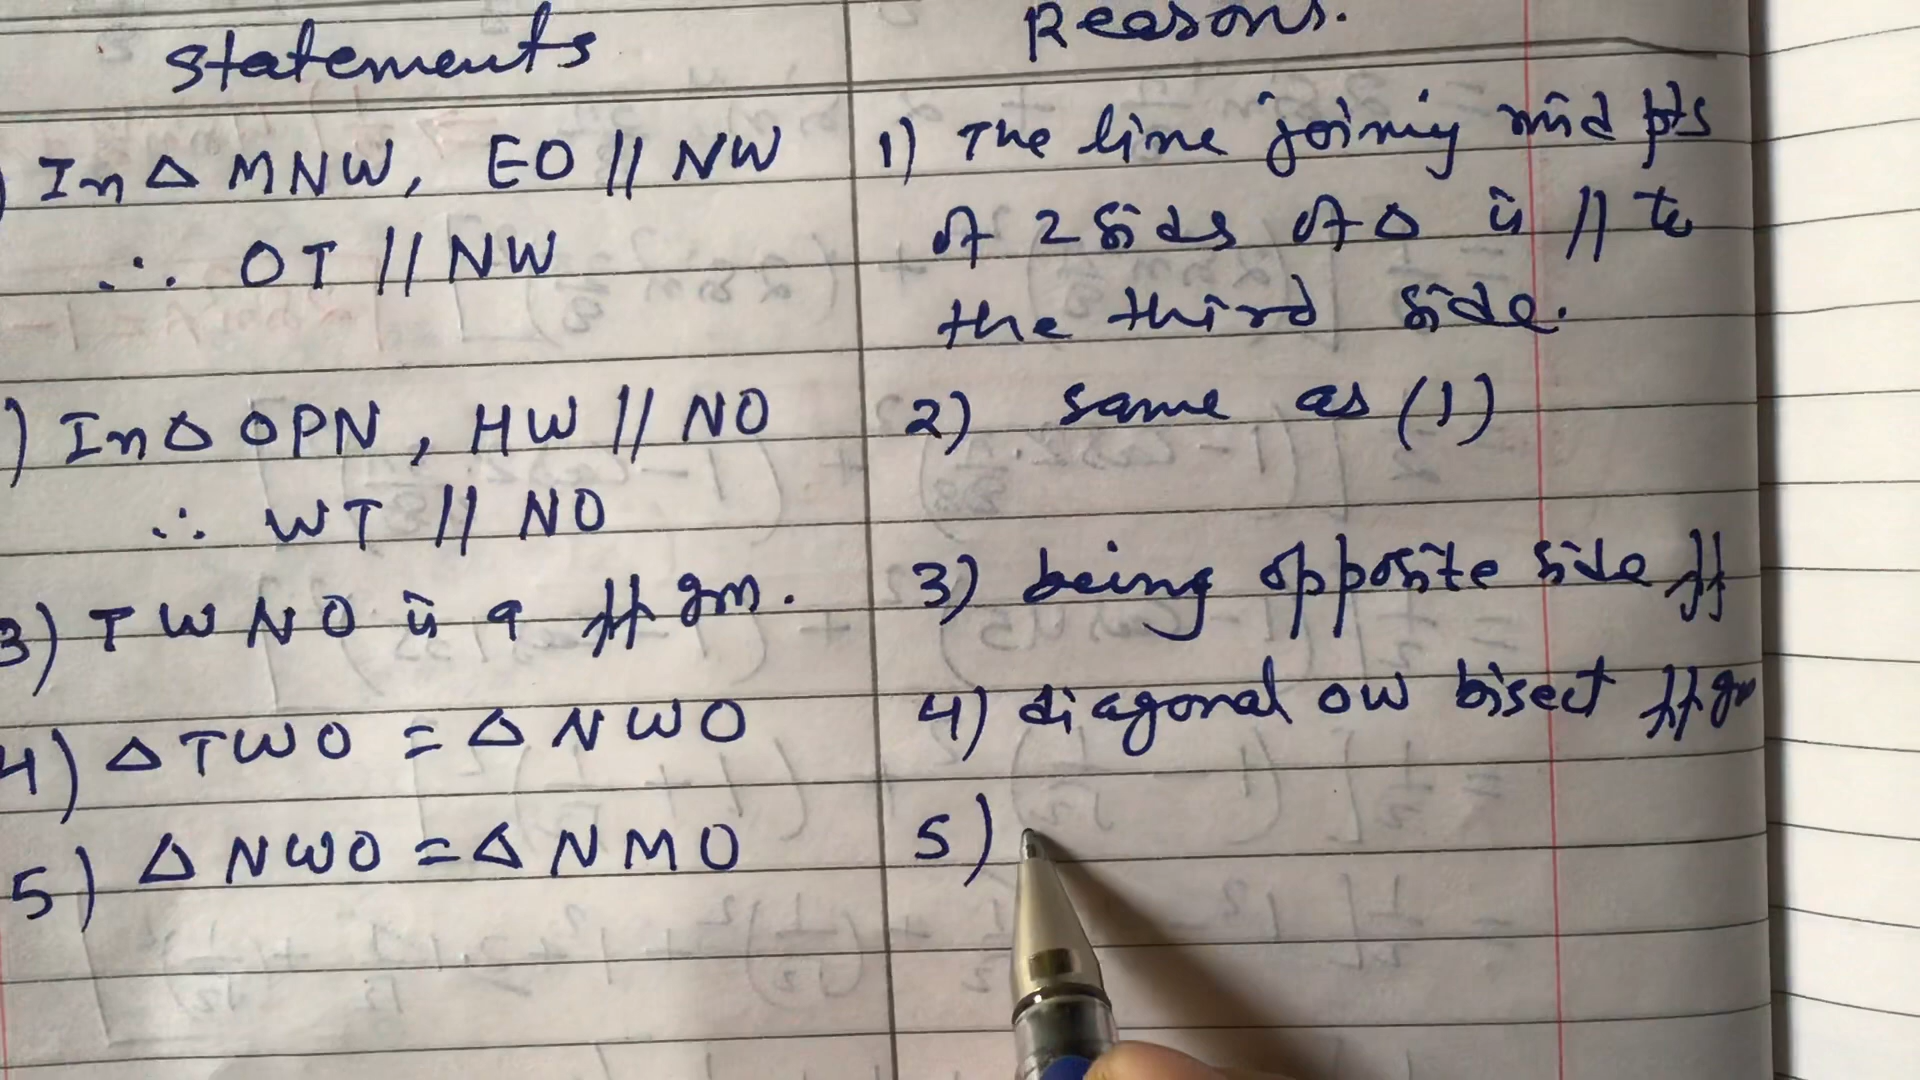 Statements
Reasons.
) In △ MNW, EO // NW
∴ OT // NW
1) The line joining mid pts
of 2 sides of △ is // to
the third side.
) In △ OPN, HW // NO
∴ WT // NO
2) same as (1)
3) TWNO is a //gm.
3) being opposite side //
4) △ TWO = △ NWO
4) diagonal OW bisect //gm
5) △ NWO = △ NMO
5)